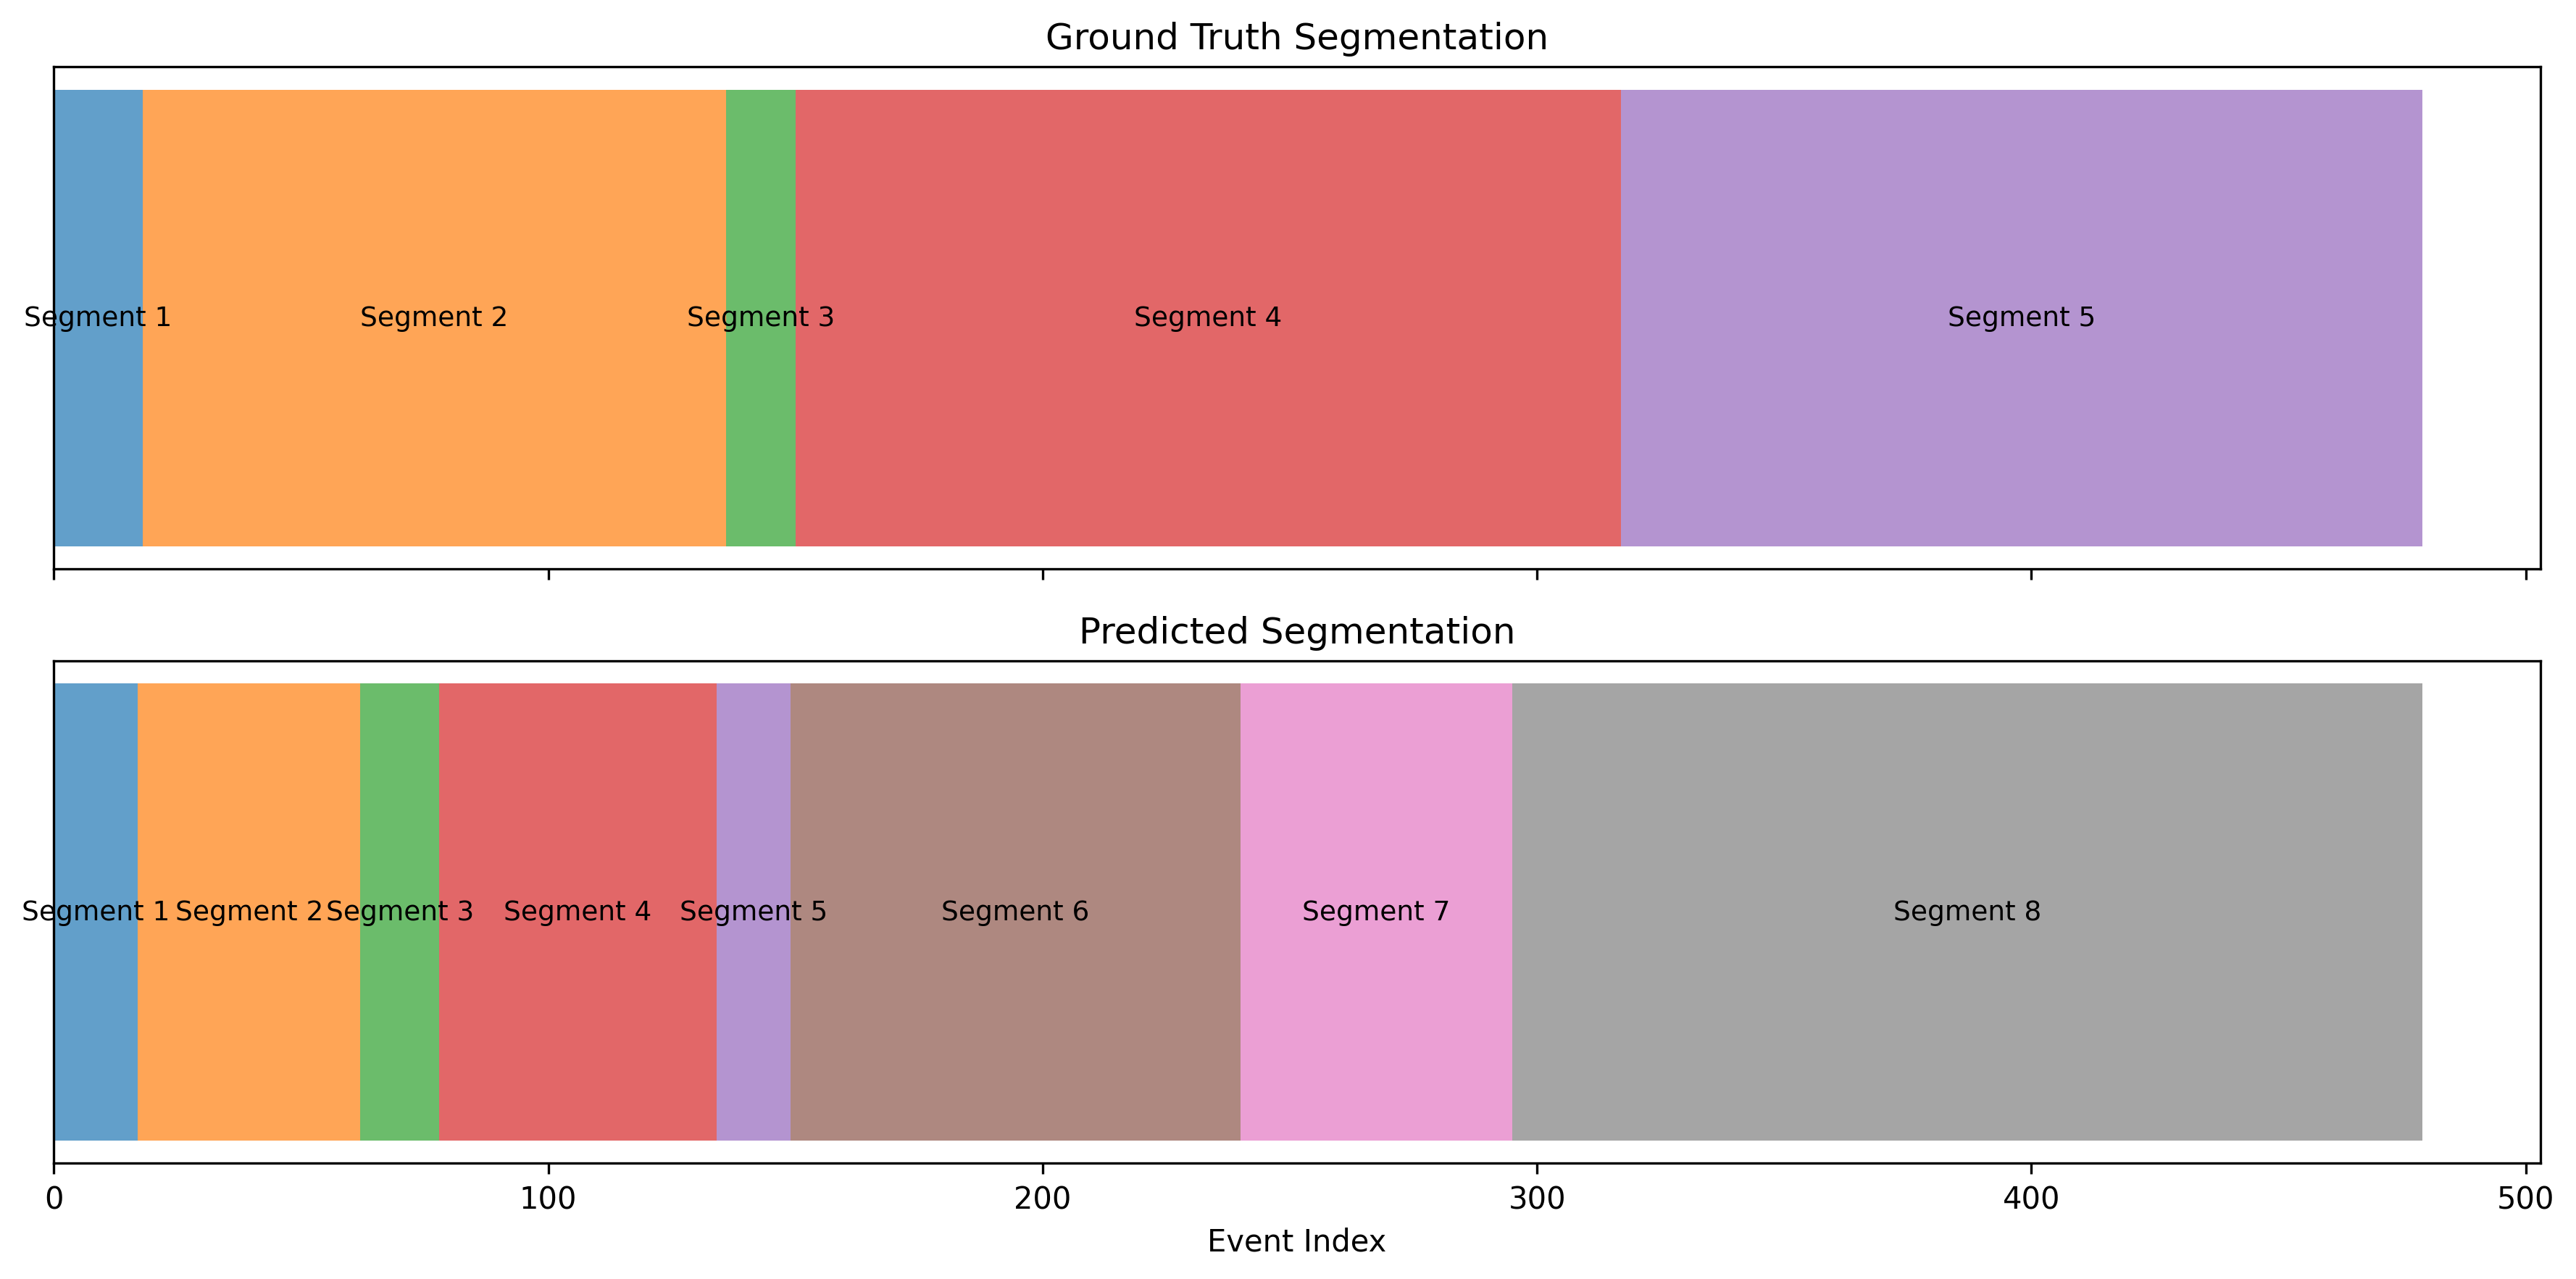 Ground Truth Segmentation
Segment 1 Segment 2 Segment 3 Segment 4 Segment 5
Predicted Segmentation
Segment 1 Segment 2 Segment 3 Segment 4 Segment 5 Segment 6 Segment 7 Segment 8
0 100 200 300 400 500
Event Index